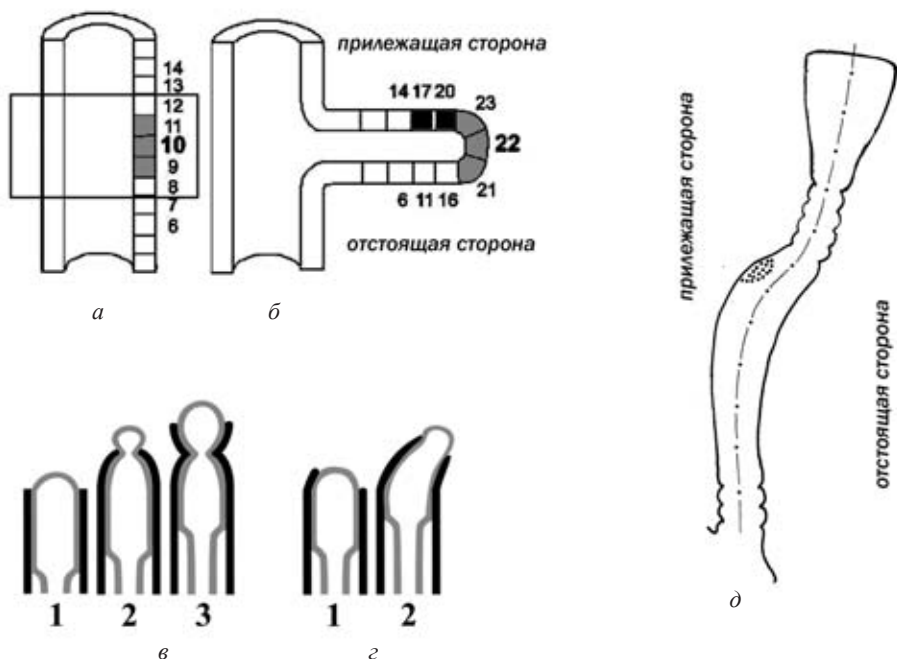 14
13
12
11
10
9
8
7
6
а
прилежащая сторона
14 17 20
23
22
21
6 11 16
отстоящая сторона
б
1 2 3
в
1 2
г
прилежащая сторона
отстоящая сторона
д